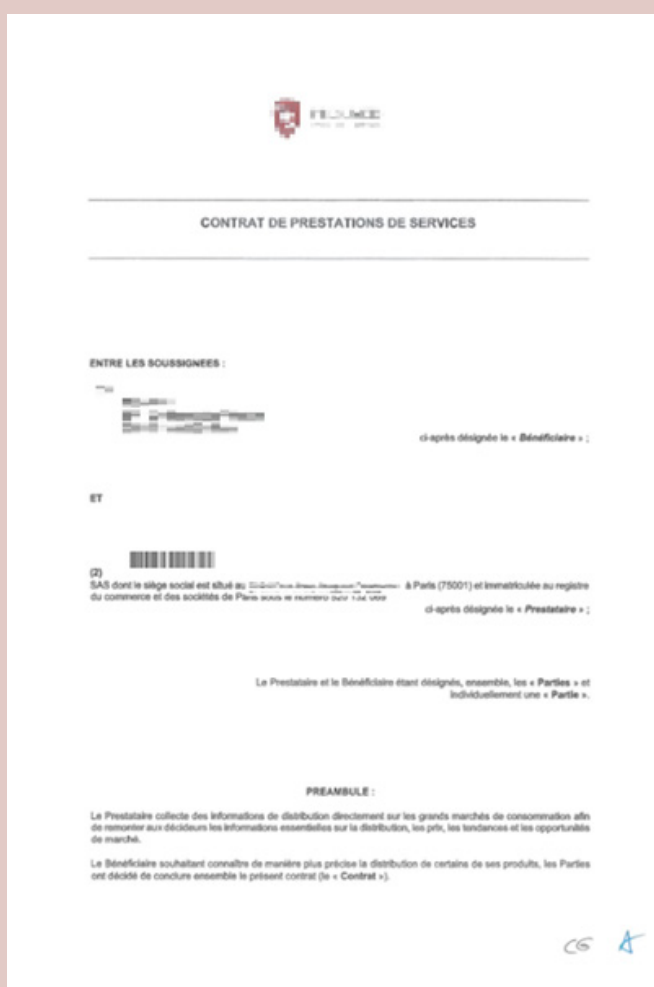 CONTRAT DE PRESTATIONS DE SERVICES
ENTRE LES SOUSSIGNEES :
ci-après désignée le « Bénéficiaire » ;
ET
(2)
SAS dont le siège social est situé au à Paris (75001) et immatriculée au registre
du commerce et des sociétés de Paris sous le numéro
ci-après désignée le « Prestataire » ;
Le Prestataire et le Bénéficiaire étant désignés, ensemble, les « Parties » et
individuellement une « Partie ».
PREAMBULE :
Le Prestataire collecte des informations de distribution directement sur les grands marchés de consommation afin
de remonter aux décideurs les informations essentielles sur la distribution, les prix, les tendances et les opportunités
de marché.
Le Bénéficiaire souhaitant connaître de manière plus précise la distribution de certains de ses produits, les Parties
ont décidé de conclure ensemble le présent contrat (le « Contrat »).
CG